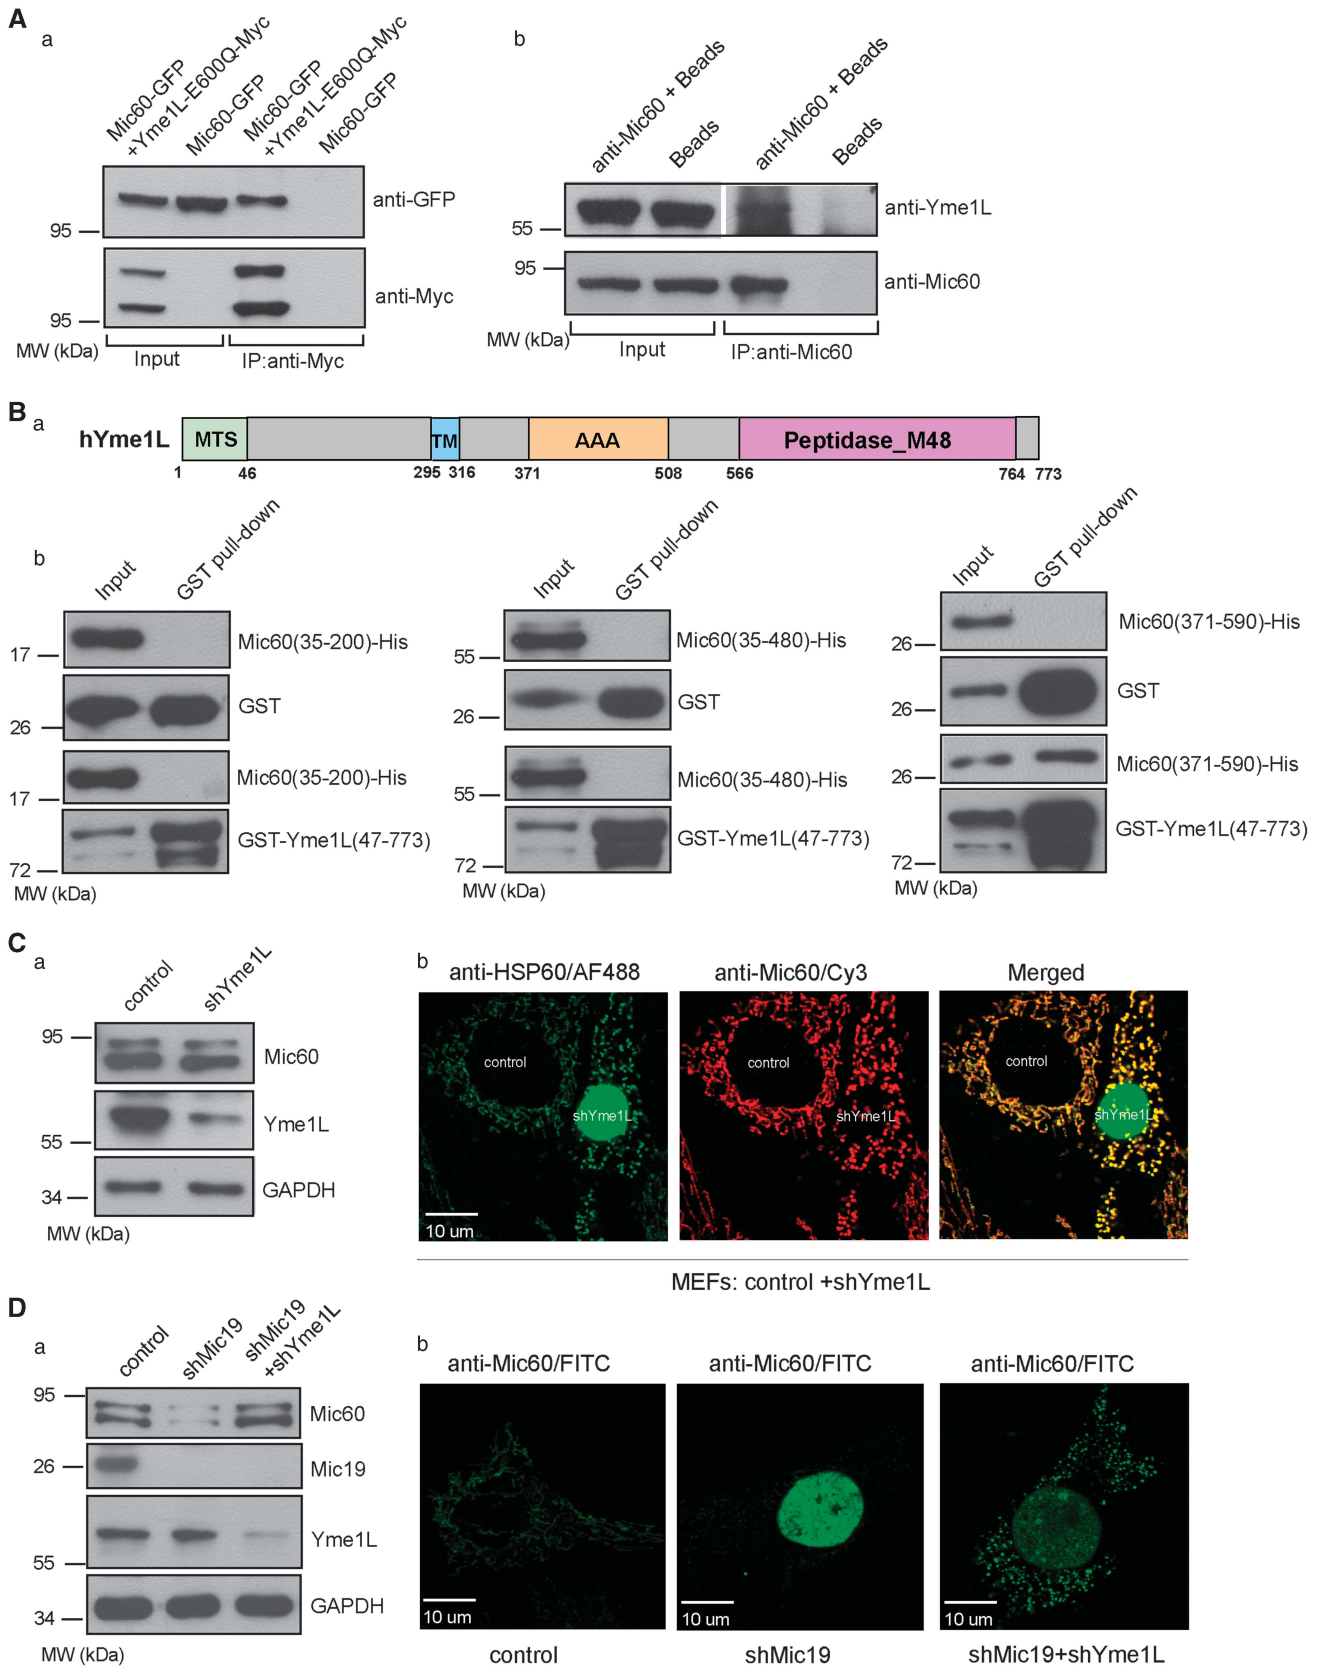 A
a
Mic60-GFP
+Yme1L-E600Q-Myc
Mic60-GFP
Mic60-GFP
+Yme1L-E600Q-Myc
Mic60-GFP
anti-GFP
95
anti-Myc
95
MW (kDa)
Input
IP:anti-Myc
b
anti-Mic60 + Beads
Beads
anti-Mic60 + Beads
Beads
anti-Yme1L
55
95
anti-Mic60
MW (kDa)
Input
IP:anti-Mic60
B
a
hYme1L
MTS
TM
AAA
Peptidase_M48
1 46 295 316 371 508 566 764 773
b
Input
GST pull-down
Mic60(35-200)-His
17
GST
26
Mic60(35-200)-His
17
GST-Yme1L(47-773)
72
MW (kDa)
Input
GST pull-down
Mic60(35-480)-His
55
GST
26
Mic60(35-480)-His
55
GST-Yme1L(47-773)
72
MW (kDa)
Input
GST pull-down
Mic60(371-590)-His
26
GST
26
Mic60(371-590)-His
26
GST-Yme1L(47-773)
72
MW (kDa)
C
a
control
shYme1L
95
Mic60
Yme1L
55
GAPDH
34
MW (kDa)
b
anti-HSP60/AF488
anti-Mic60/Cy3
Merged
control
shYme1L
10 um
control
shYme1L
control
shYme1L
MEFs: control +shYme1L
D
a
control
shMic19
shMic19
+shYme1L
95
Mic60
26
Mic19
Yme1L
55
GAPDH
34
MW (kDa)
b
anti-Mic60/FITC
anti-Mic60/FITC
anti-Mic60/FITC
10 um
10 um
10 um
control
shMic19
shMic19+shYme1L